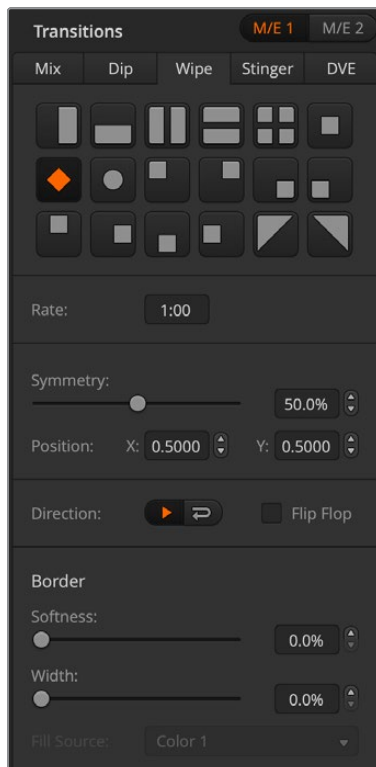 Transitions M/E 1 M/E 2
Mix Dip Wipe Stinger DVE
Rate: 1:00
Symmetry:
50.0%
Position: X: 0.5000 Y: 0.5000
Direction: Flip Flop
Border
Softness:
0.0%
Width:
0.0%
Fill Source: Color 1